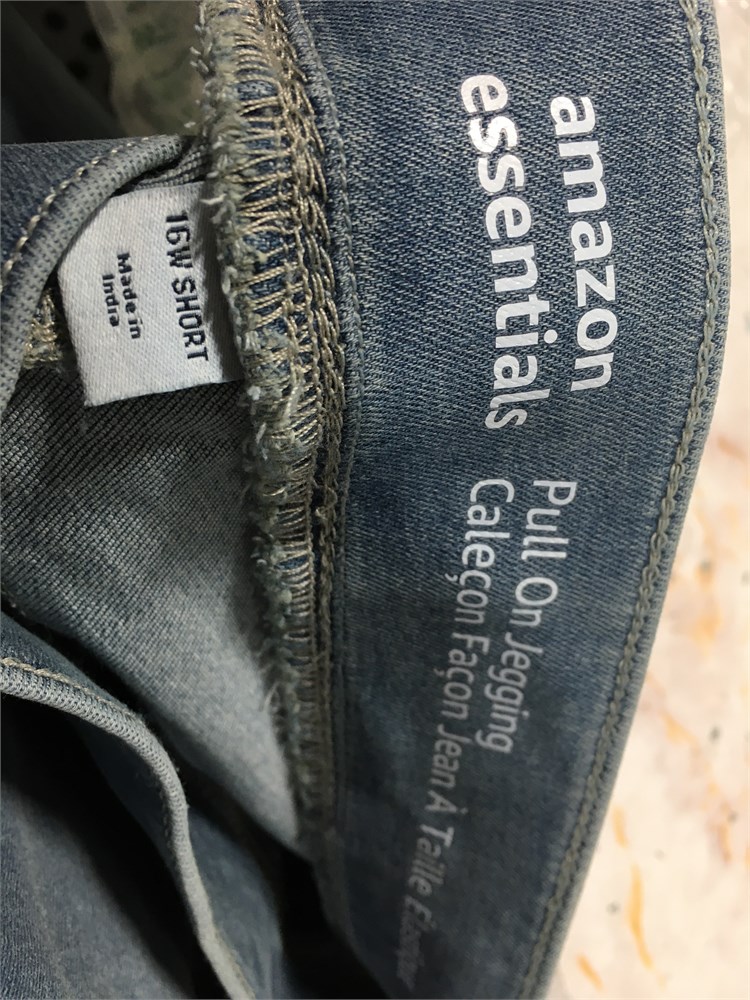 amazon
essentials
Pull On Jegging
Caleçon Façon Jean À Taille
16W SHORT
Made in
India